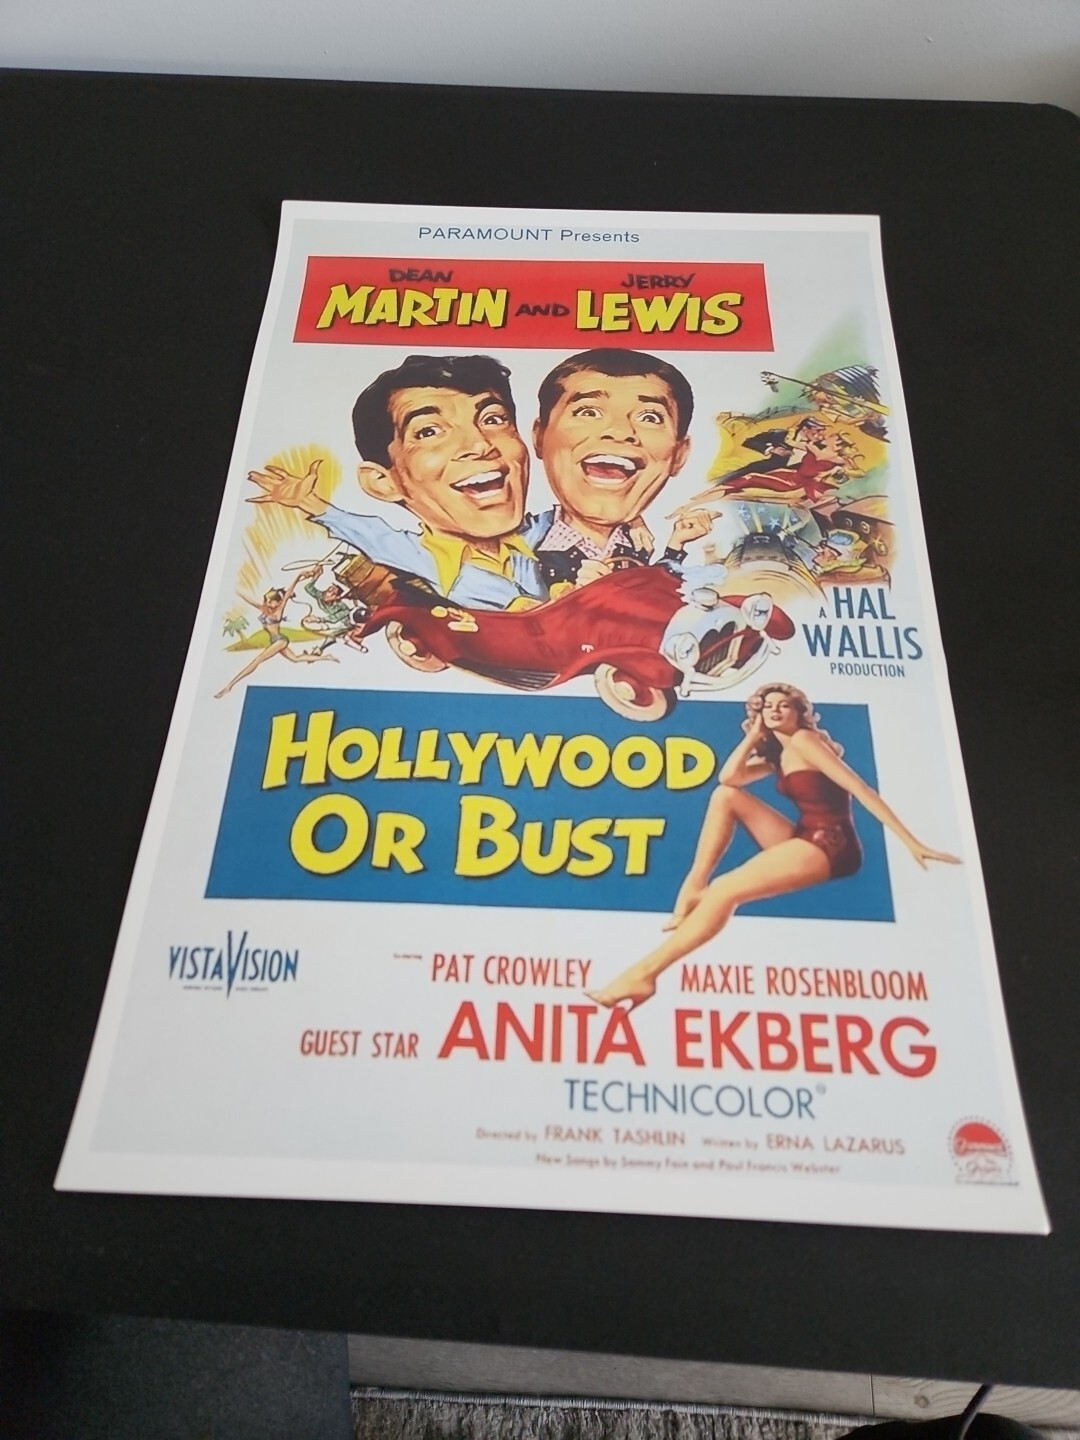 PARAMOUNT Presents
DEAN JERRY
MARTIN AND LEWIS
A HAL
WALLIS
PRODUCTION
HOLLYWOOD
OR BUST
VISTAVISION
PAT CROWLEY MAXIE ROSENBLOOM
GUEST STAR ANITA EKBERG
TECHNICOLOR®
Directed by FRANK TASHLIN Written by ERNA LAZARUS
New Songs by Sammy Fain and Paul Francis Webster